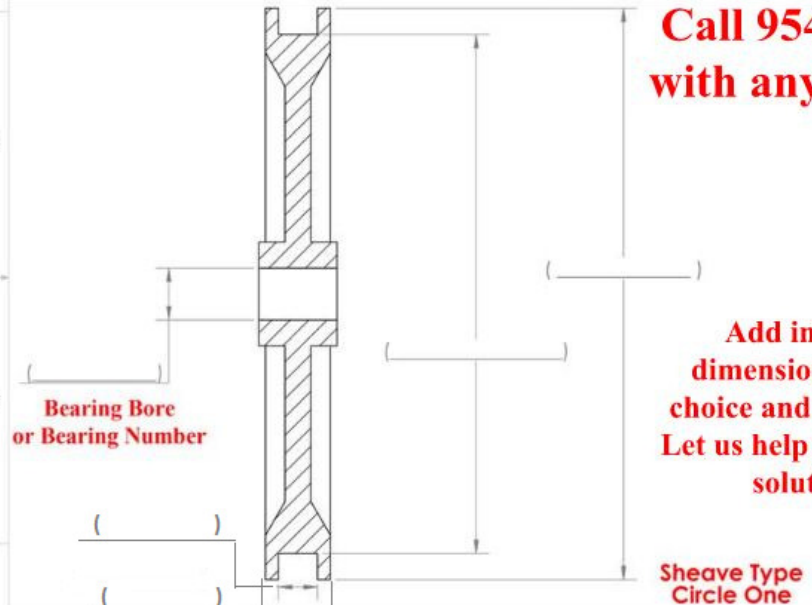 Call 954
with any
Add in
dimensio
choice and
Let us help
solut
Bearing Bore
or Bearing Number
Sheave Type
Circle One